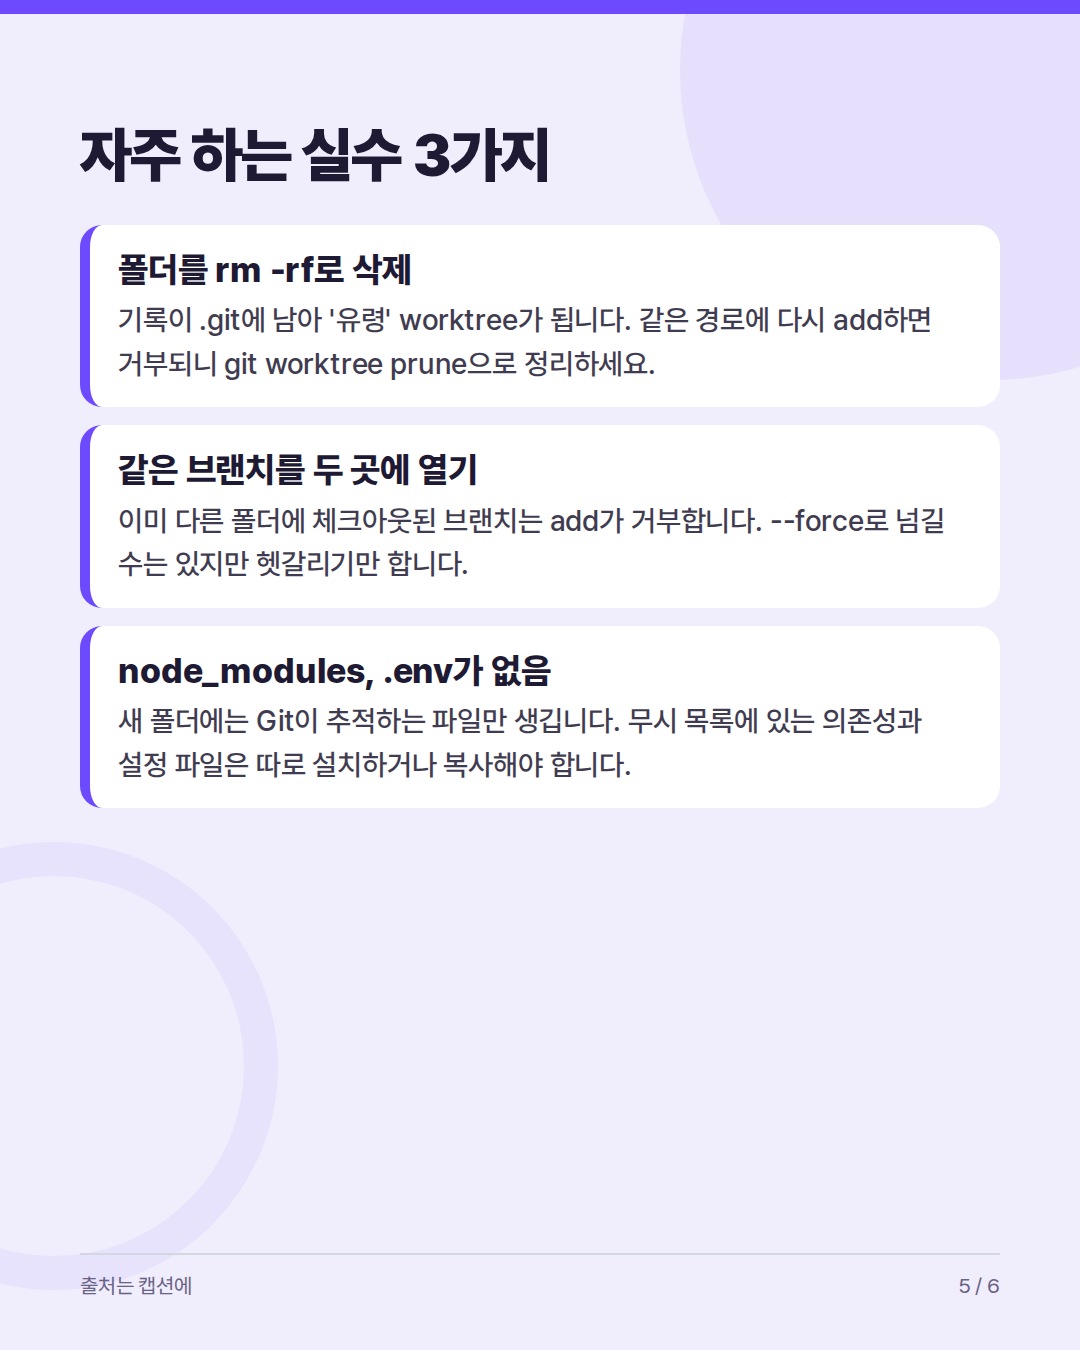 자주 하는 실수 3가지
폴더를 rm -rf로 삭제
기록이 .git에 남아 '유령' worktree가 됩니다. 같은 경로에 다시 add하면
거부되니 git worktree prune으로 정리하세요.
같은 브랜치를 두 곳에 열기
이미 다른 폴더에 체크아웃된 브랜치는 add가 거부합니다. --force로 넘길
수는 있지만 헷갈리기만 합니다.
node_modules, .env가 없음
새 폴더에는 Git이 추적하는 파일만 생깁니다. 무시 목록에 있는 의존성과
설정 파일은 따로 설치하거나 복사해야 합니다.
출처는 캡션에
5 / 6